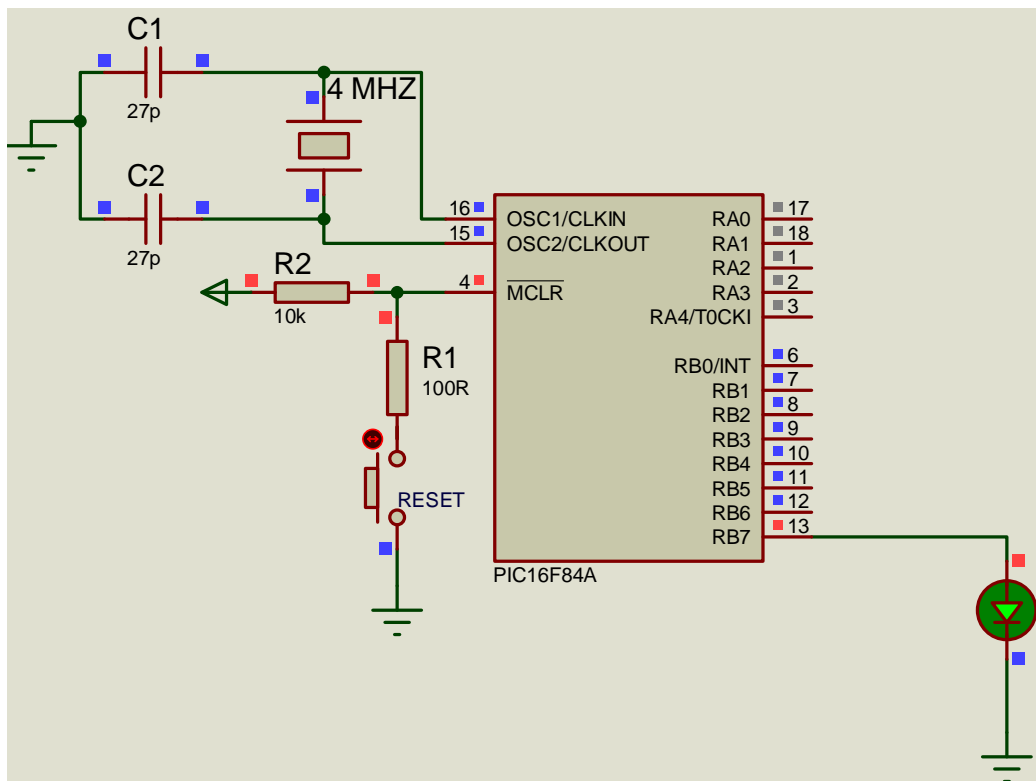 C1
27p
4 MHZ
C2
27p
R2
10k
R1
100R
RESET
16
OSC1/CLKIN
15
OSC2/CLKOUT
4
MCLR
RA0
17
RA1
18
RA2
1
RA3
2
RA4/T0CKI
3
RB0/INT
6
RB1
7
RB2
8
RB3
9
RB4
10
RB5
11
RB6
12
RB7
13
PIC16F84A